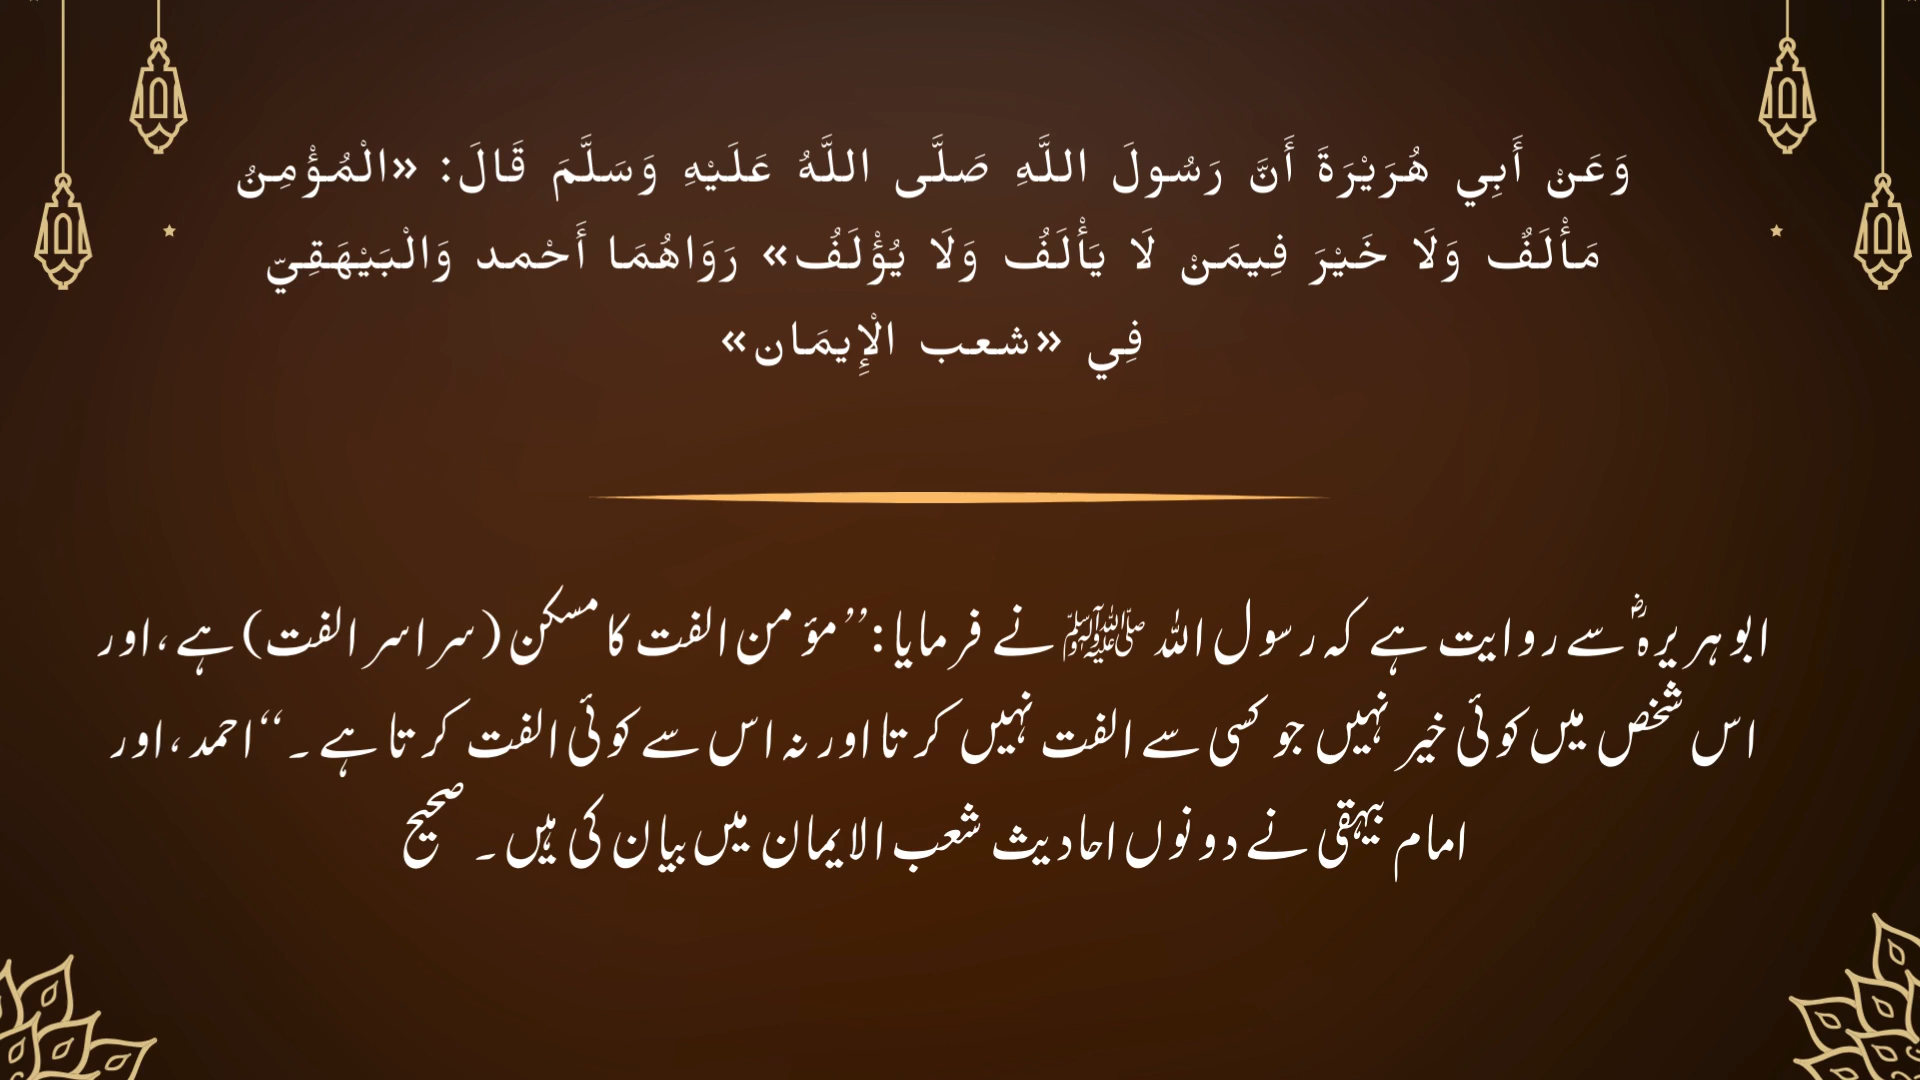 وَعَنْ أَبِي هُرَيْرَةَ أَنَّ رَسُولَ اللَّهِ صَلَّى اللَّهُ عَلَيْهِ وَسَلَّمَ قَالَ: «الْمُؤْمِنُ
مَأْلَفٌ وَلَا خَيْرَ فِيمَنْ لَا يَأْلَفُ وَلَا يُؤْلَفُ» رَوَاهُمَا أَحْمد وَالْبَيْهَقِيّ
فِي «شعب الْإِيمَان»
ابوہریرہؓ سے روایت ہے کہ رسول اللہ ﷺ نے فرمایا:’’مؤمن الفت کا مسکن (سراسر الفت) ہے،اور
اس شخص میں کوئی خیر نہیں جو کسی سے الفت نہیں کرتا اور نہ اس سے کوئی الفت کرتا ہے۔‘‘احمد،اور
امام بیہقی نے دونوں احادیث شعب الایمان میں بیان کی ہیں۔ صحیح